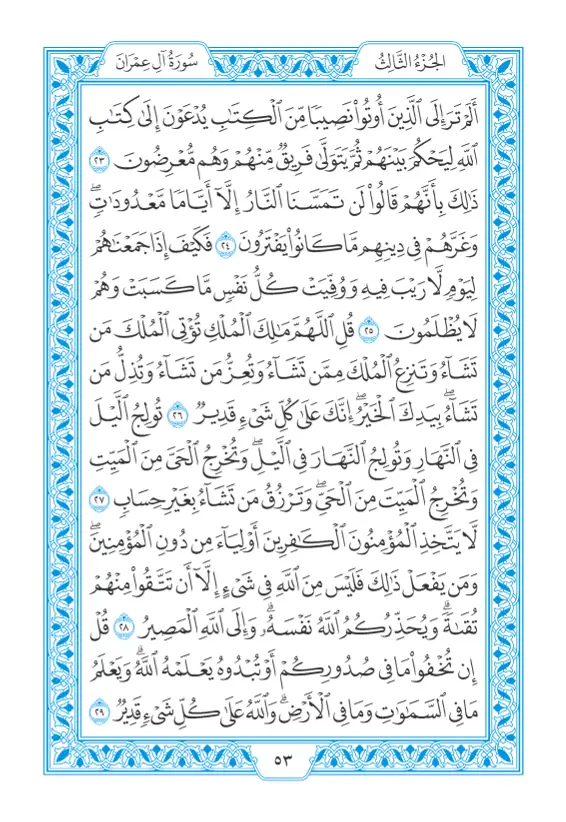 الجُزْءُ الثَّالِثُ
سُورَةُ آلِ عِمْرَانَ
أَلَمْ تَرَ إِلَى ٱلَّذِينَ أُوتُوا۟ نَصِيبًا مِّنَ ٱلْكِتَـٰبِ يُدْعَوْنَ إِلَىٰ كِتَـٰبِ
ٱللَّهِ لِيَحْكُمَ بَيْنَهُمْ ثُمَّ يَتَوَلَّىٰ فَرِيقٌ مِّنْهُمْ وَهُم مُّعْرِضُونَ ٢٣
ذَٰلِكَ بِأَنَّهُمْ قَالُوا۟ لَن تَمَسَّنَا ٱلنَّارُ إِلَّآ أَيَّامًا مَّعْدُودَٰتٍ ۖ
وَغَرَّهُمْ فِى دِينِهِم مَّا كَانُوا۟ يَفْتَرُونَ ٢٤ فَكَيْفَ إِذَا جَمَعْنَـٰهُمْ
لِيَوْمٍ لَّا رَيْبَ فِيهِ وَوُفِّيَتْ كُلُّ نَفْسٍ مَّا كَسَبَتْ وَهُمْ
لَا يُظْلَمُونَ ٢٥ قُلِ ٱللَّهُمَّ مَـٰلِكَ ٱلْمُلْكِ تُؤْتِى ٱلْمُلْكَ مَن
تَشَآءُ وَتَنزِعُ ٱلْمُلْكَ مِمَّن تَشَآءُ وَتُعِزُّ مَن تَشَآءُ وَتُذِلُّ مَن
تَشَآءُ ۖ بِيَدِكَ ٱلْخَيْرُ ۖ إِنَّكَ عَلَىٰ كُلِّ شَىْءٍ قَدِيرٌ ٢٦ تُولِجُ ٱلَّيْلَ
فِى ٱلنَّهَارِ وَتُولِجُ ٱلنَّهَارَ فِى ٱلَّيْلِ ۖ وَتُخْرِجُ ٱلْحَىَّ مِنَ ٱلْمَيِّتِ
وَتُخْرِجُ ٱلْمَيِّتَ مِنَ ٱلْحَىِّ ۖ وَتَرْزُقُ مَن تَشَآءُ بِغَيْرِ حِسَابٍ ٢٧
لَّا يَتَّخِذِ ٱلْمُؤْمِنُونَ ٱلْكَـٰفِرِينَ أَوْلِيَآءَ مِن دُونِ ٱلْمُؤْمِنِينَ ۖ
وَمَن يَفْعَلْ ذَٰلِكَ فَلَيْسَ مِنَ ٱللَّهِ فِى شَىْءٍ إِلَّآ أَن تَتَّقُوا۟ مِنْهُمْ
تُقَىٰةً ۗ وَيُحَذِّرُكُمُ ٱللَّهُ نَفْسَهُۥ ۗ وَإِلَى ٱللَّهِ ٱلْمَصِيرُ ٢٨ قُلْ
إِن تُخْفُوا۟ مَا فِى صُدُورِكُمْ أَوْ تُبْدُوهُ يَعْلَمْهُ ٱللَّهُ ۗ وَيَعْلَمُ
مَا فِى ٱلسَّمَـٰوَٰتِ وَمَا فِى ٱلْأَرْضِ ۗ وَٱللَّهُ عَلَىٰ كُلِّ شَىْءٍ قَدِيرٌ ٢٩
٥٣